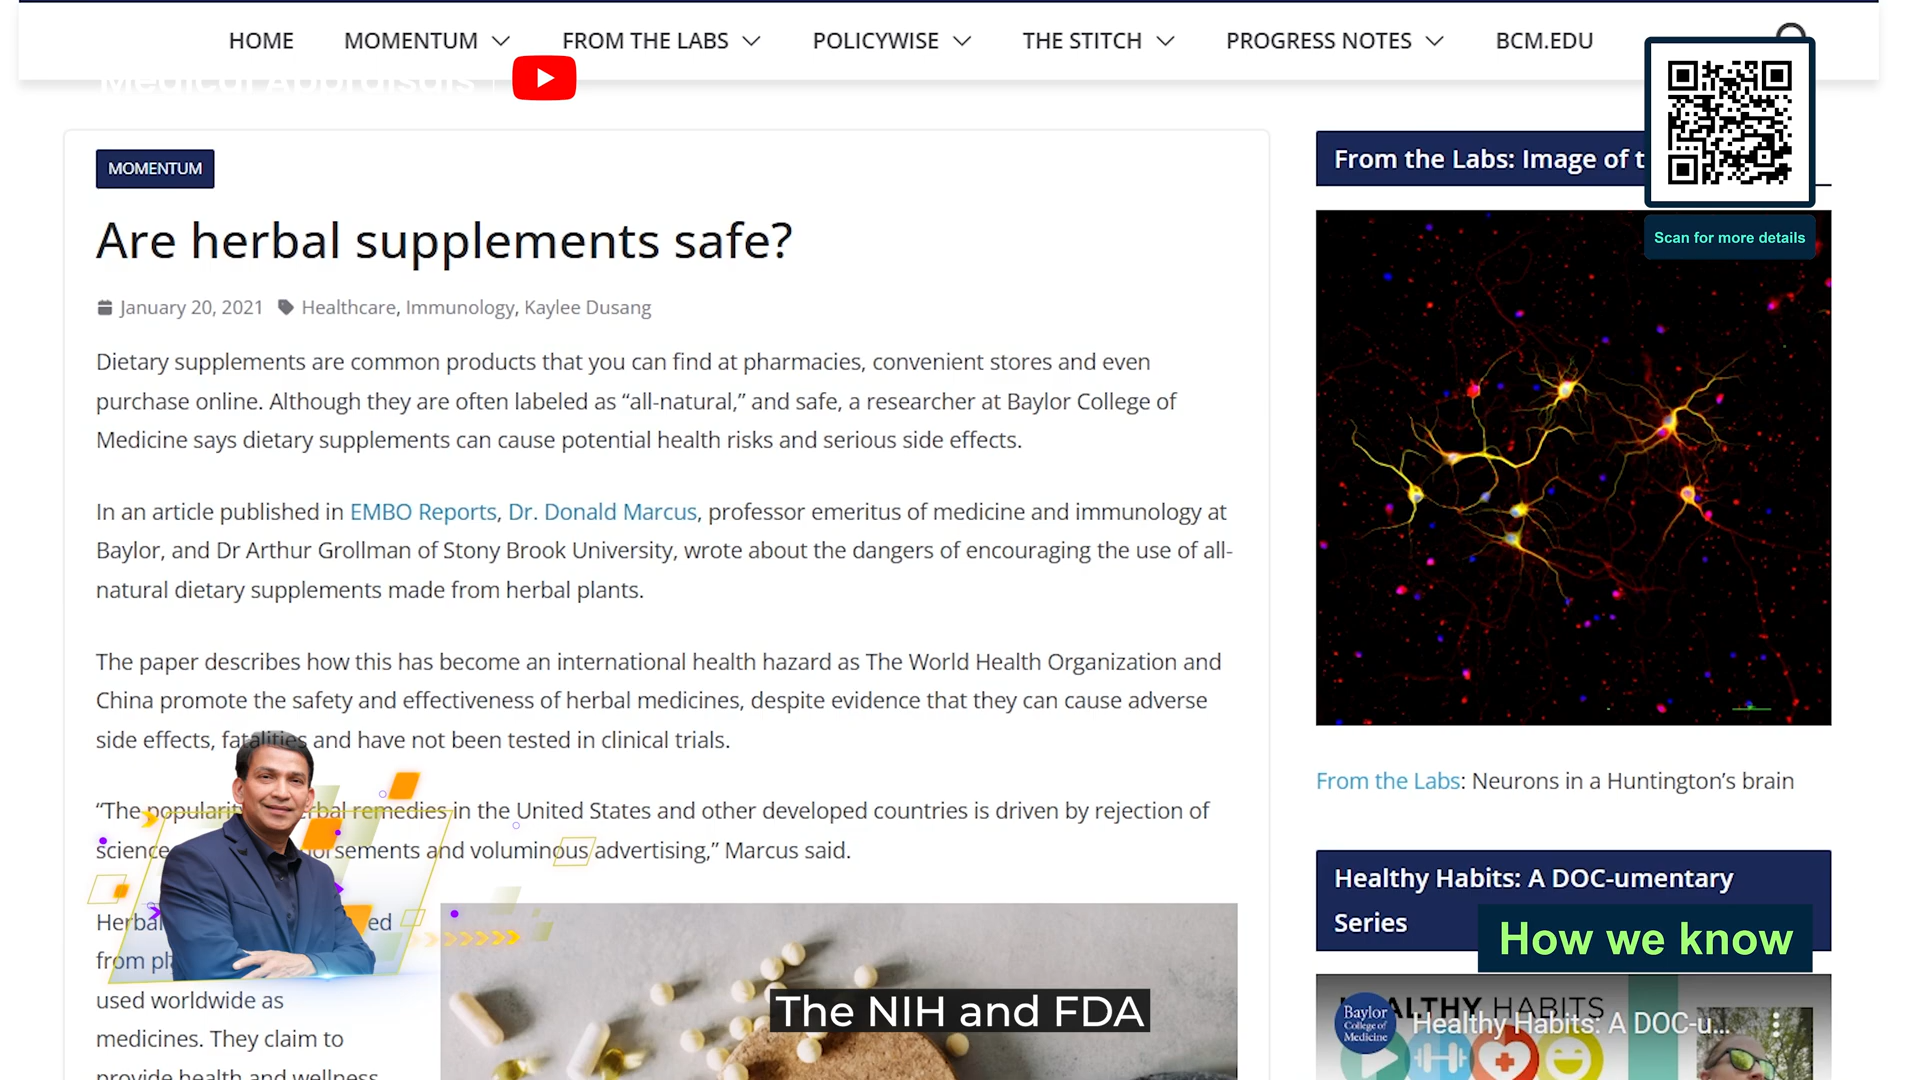 HOME MOMENTUM FROM THE LABS POLICYWISE THE STITCH PROGRESS NOTES BCM.EDU
Medical Appraisals
MOMENTUM
Are herbal supplements safe?
January 20, 2021 Healthcare, Immunology, Kaylee Dusang
Dietary supplements are common products that you can find at pharmacies, convenient stores and even
purchase online. Although they are often labeled as “all-natural,” and safe, a researcher at Baylor College of
Medicine says dietary supplements can cause potential health risks and serious side effects.
In an article published in EMBO Reports, Dr. Donald Marcus, professor emeritus of medicine and immunology at
Baylor, and Dr Arthur Grollman of Stony Brook University, wrote about the dangers of encouraging the use of all-
natural dietary supplements made from herbal plants.
The paper describes how this has become an international health hazard as The World Health Organization and
China promote the safety and effectiveness of herbal medicines, despite evidence that they can cause adverse
side effects, fatalities and have not been tested in clinical trials.
“The popularity herbal remedies in the United States and other developed countries is driven by rejection of
science endorsements and voluminous advertising,” Marcus said.
Herbal ed
from
used worldwide as
medicines. They claim to
provide health and wellness
The NIH and FDA
From the Labs: Image of t
Scan for more details
From the Labs: Neurons in a Huntington’s brain
Healthy Habits: A DOC-umentary
Series
How we know
HEALTHY HABITS
Baylor
College of
Medicine
Healthy Habits: A DOC-u...